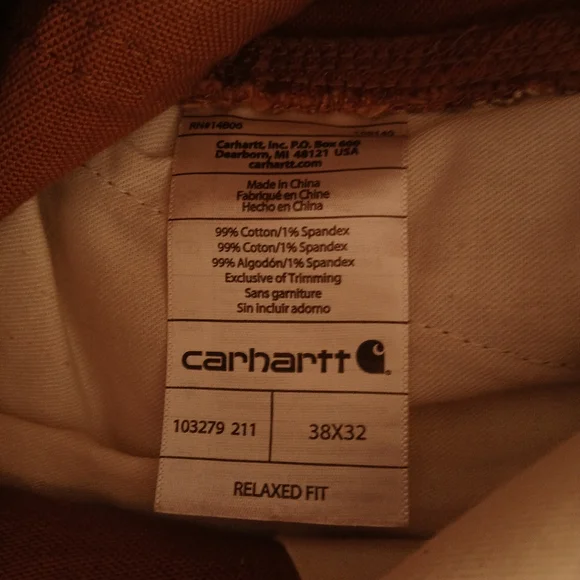 RN#14806
Carhartt, Inc. P.O. Box 600
Dearborn, MI 48121 USA
carhartt.com
Made in China
Fabriqué en Chine
Hecho en China
99% Cotton/1% Spandex
99% Coton/1% Spandex
99% Algodón/1% Spandex
Exclusive of Trimming
Sans garniture
Sin incluir adorno
carhartt
103279 211 38X32
RELAXED FIT